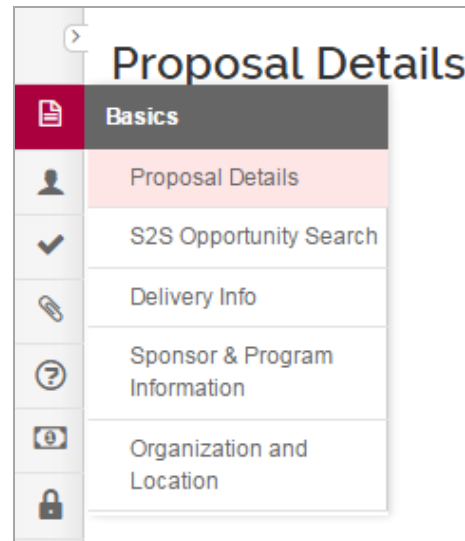 Proposal Details
Basics
Proposal Details
S2S Opportunity Search
Delivery Info
Sponsor & Program
Information
Organization and
Location